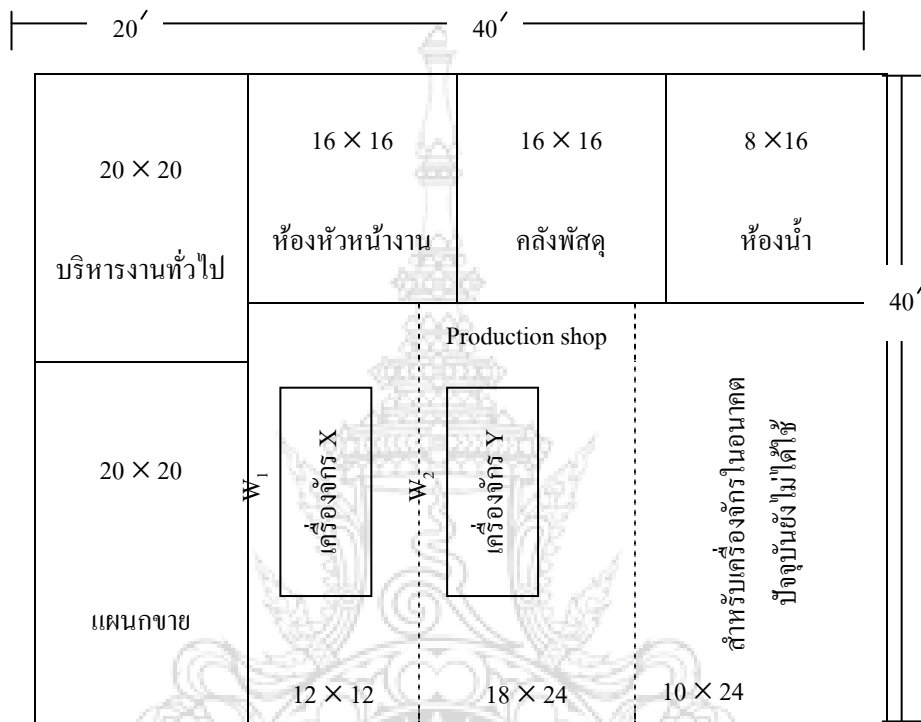 20′ 40′
16 × 16 16 × 16 8 ×16
20 × 20
ห้องหัวหน้างาน คลังพัสดุ ห้องน้ำ
บริหารงานทั่วไป
40′
Production shop
20 × 20
W1
เครื่องจักร X
W2
เครื่องจักร Y
สำหรับเครื่องจักรในอนาคต
ปัจจุบันยังไม่ได้ใช้
แผนกขาย
12 × 12 18 × 24 10 × 24